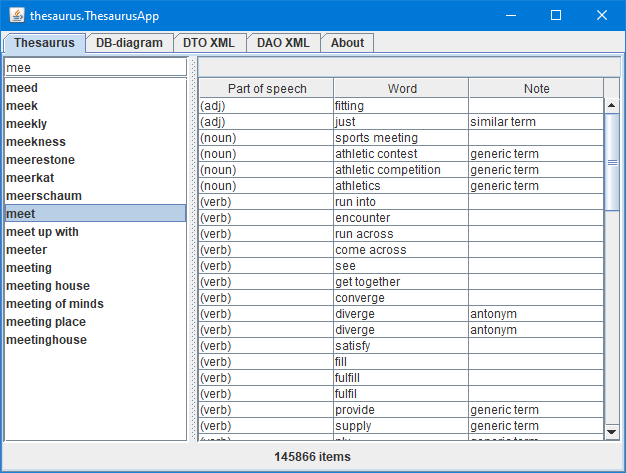 thesaurus.ThesaurusApp
Thesaurus DB-diagram DTO XML DAO XML About
mee
meed
meek
meekly
meekness
meerestone
meerkat
meerschaum
meet
meet up with
meeter
meeting
meeting house
meeting of minds
meeting place
meetinghouse
Part of speech Word Note
(adj) fitting
(adj) just similar term
(noun) sports meeting
(noun) athletic contest generic term
(noun) athletic competition generic term
(noun) athletics generic term
(verb) run into
(verb) encounter
(verb) run across
(verb) come across
(verb) see
(verb) get together
(verb) converge
(verb) diverge antonym
(verb) diverge antonym
(verb) satisfy
(verb) fill
(verb) fulfill
(verb) fulfil
(verb) provide generic term
(verb) supply generic term
(verb) ply generic term
145866 items